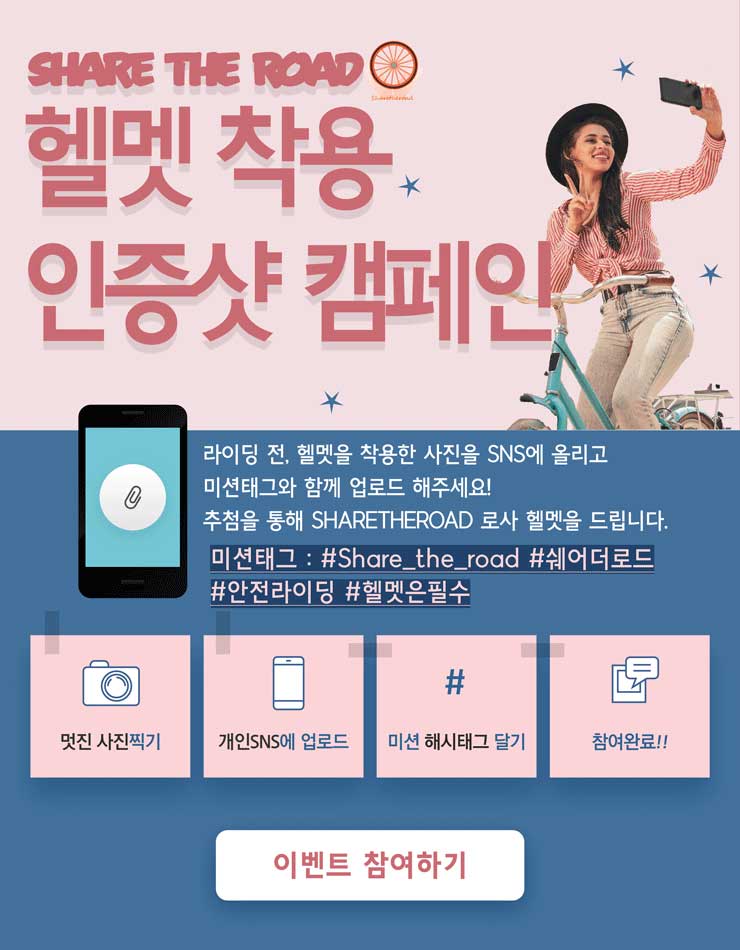 SHARE THE ROAD
Sharetheroad
헬멧 착용
인증샷 캠페인
라이딩 전, 헬멧을 착용한 사진을 SNS에 올리고
미션태그와 함께 업로드 해주세요!
추첨을 통해 SHARETHEROAD 로사 헬멧을 드립니다.
미션태그 : #Share_the_road #쉐어더로드
#안전라이딩 #헬멧은필수
#
멋진 사진찍기
개인SNS에 업로드
미션 해시태그 달기
참여완료!!
이벤트 참여하기